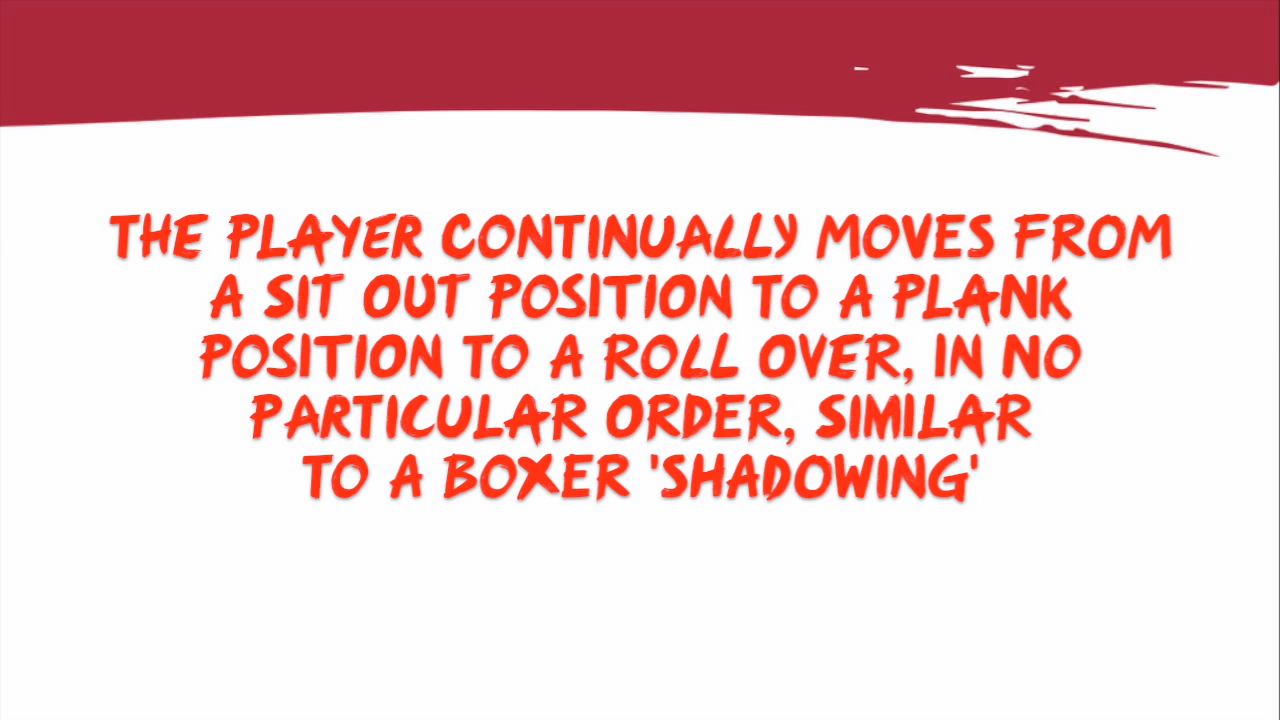 THE PLAYER CONTINUALLY MOVES FROM
A SIT OUT POSITION TO A PLANK
POSITION TO A ROLL OVER, IN NO
PARTICULAR ORDER, SIMILAR
TO A BOXER 'SHADOWING'